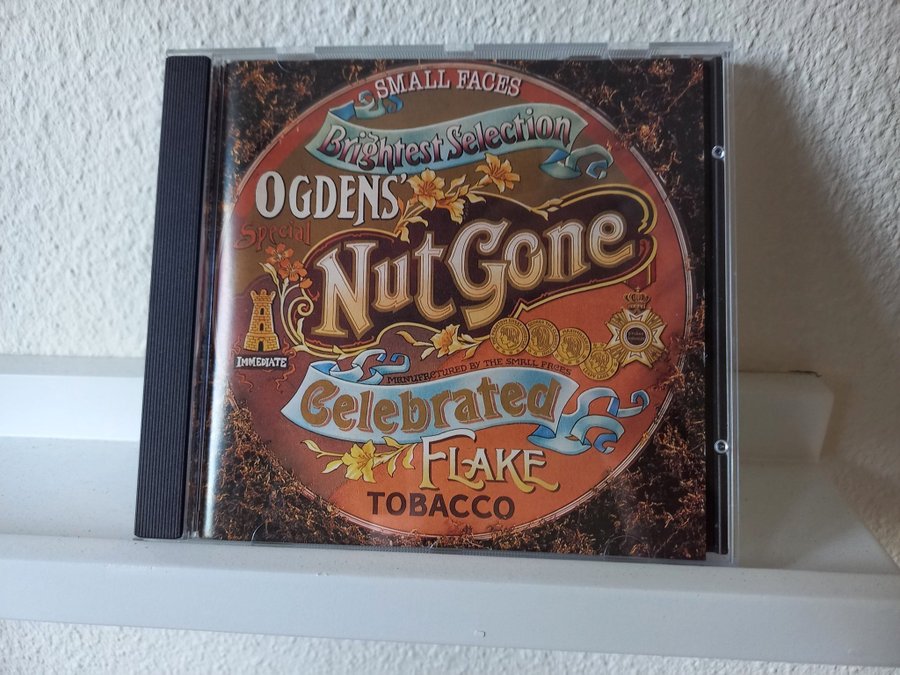 SMALL FACES
Brightest Selection
OGDENS'
Special
Nut Gone
IMMEDIATE
MANUFACTURED BY THE SMALL FACES
Celebrated
FLAKE
TOBACCO